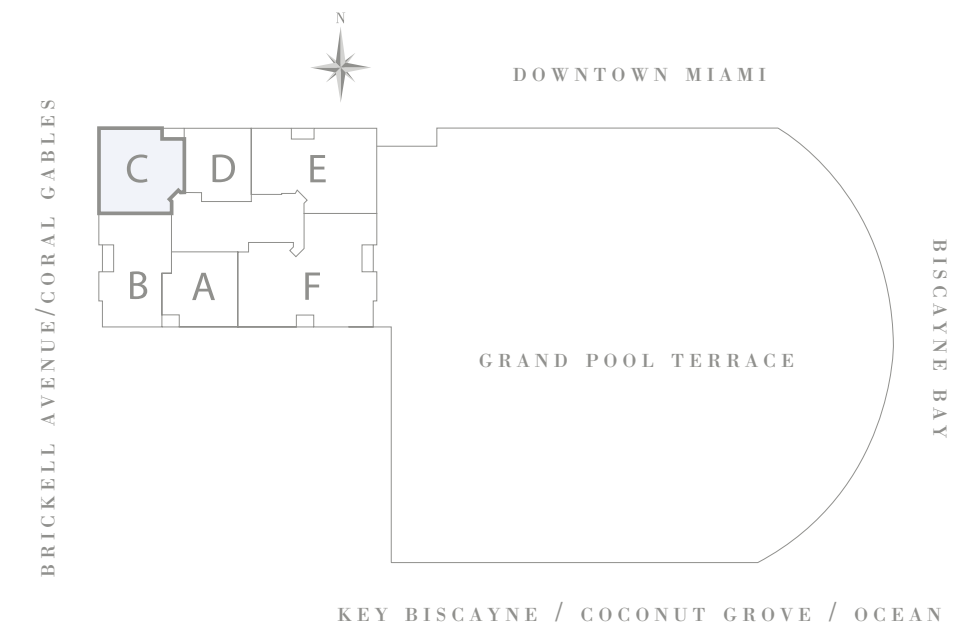 N
DOWNTOWN MIAMI
BRICKELL AVENUE/CORAL GABLES
C
D
E
B
A
F
GRAND POOL TERRACE
BISCAYNE BAY
KEY BISCAYNE / COCONUT GROVE / OCEAN